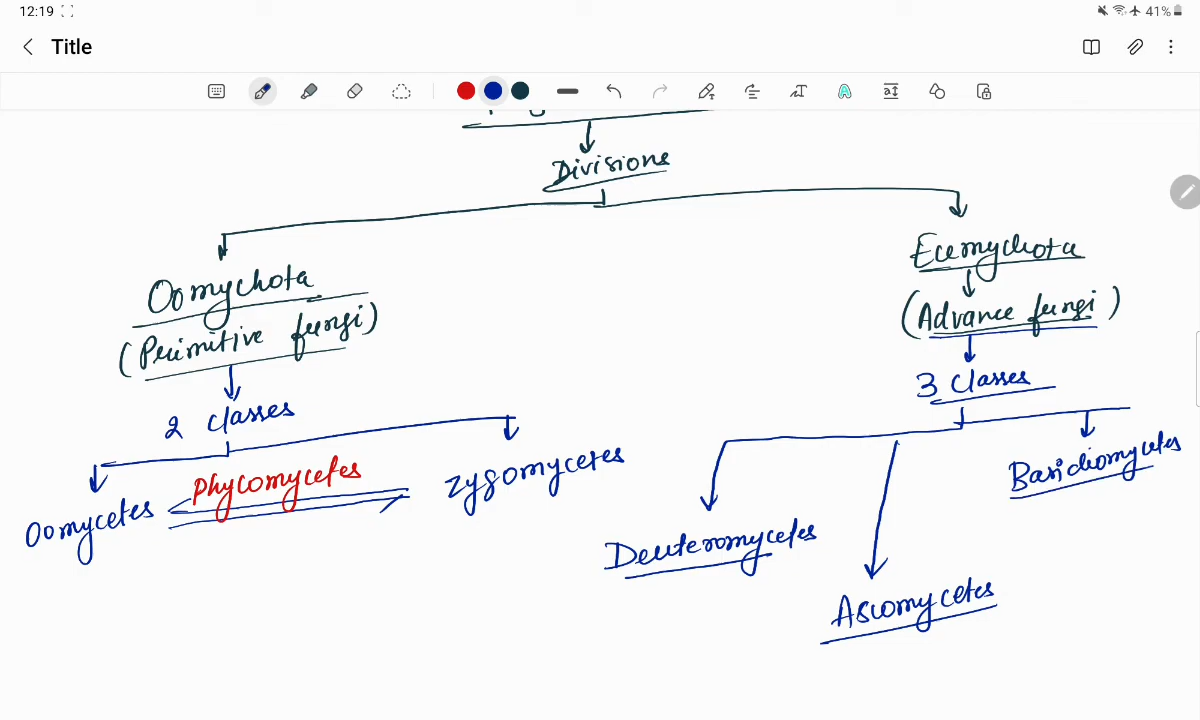 12:19
41%
Title
Divisions
Oomychota
(Primitive fungi)
2 classes
Oomycetes
Phycomycetes
Zygomycetes
Eumychota
(Advance fungi)
3 classes
Deuteromycetes
Ascomycetes
Basidiomycetes